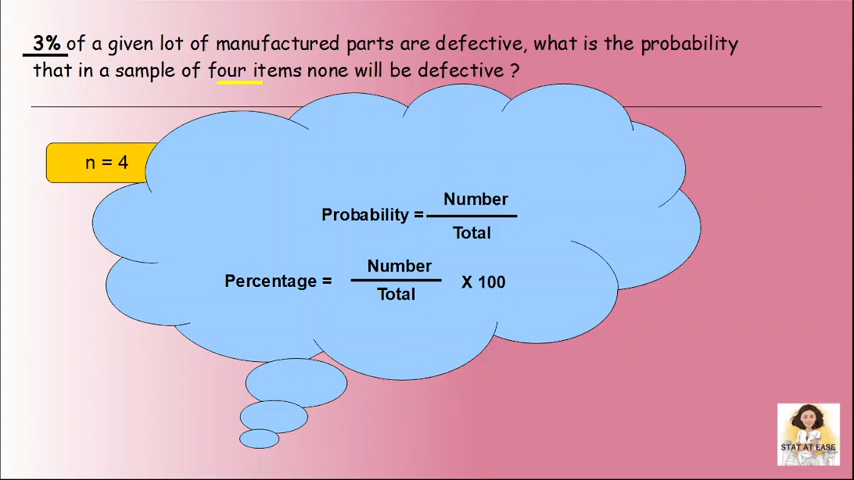 3% of a given lot of manufactured parts are defective, what is the probability
that in a sample of four items none will be defective ?
n = 4
Probability = Number
Total
Percentage = Number
Total X 100
STAT AT EASE